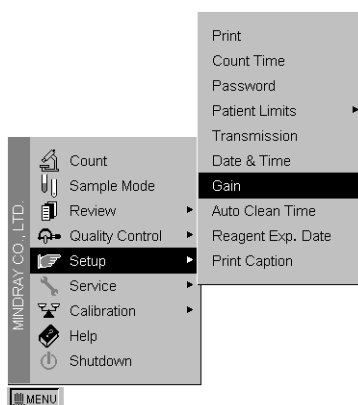 Print
Count Time
Password
Patient Limits
Transmission
Date & Time
Gain
Auto Clean Time
Reagent Exp. Date
Print Caption
MINDRAY CO., LTD.
Count
Sample Mode
Review
Quality Control
Setup
Service
Calibration
Help
Shutdown
MENU